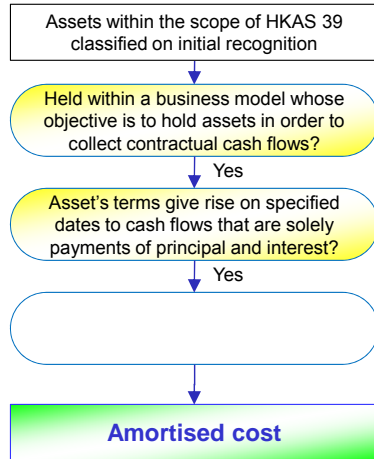 Assets within the scope of HKAS 39
classified on initial recognition
Held within a business model whose
objective is to hold assets in order to
collect contractual cash flows?
Yes
Asset's terms give rise on specified
dates to cash flows that are solely
payments of principal and interest?
Yes
Amortised cost